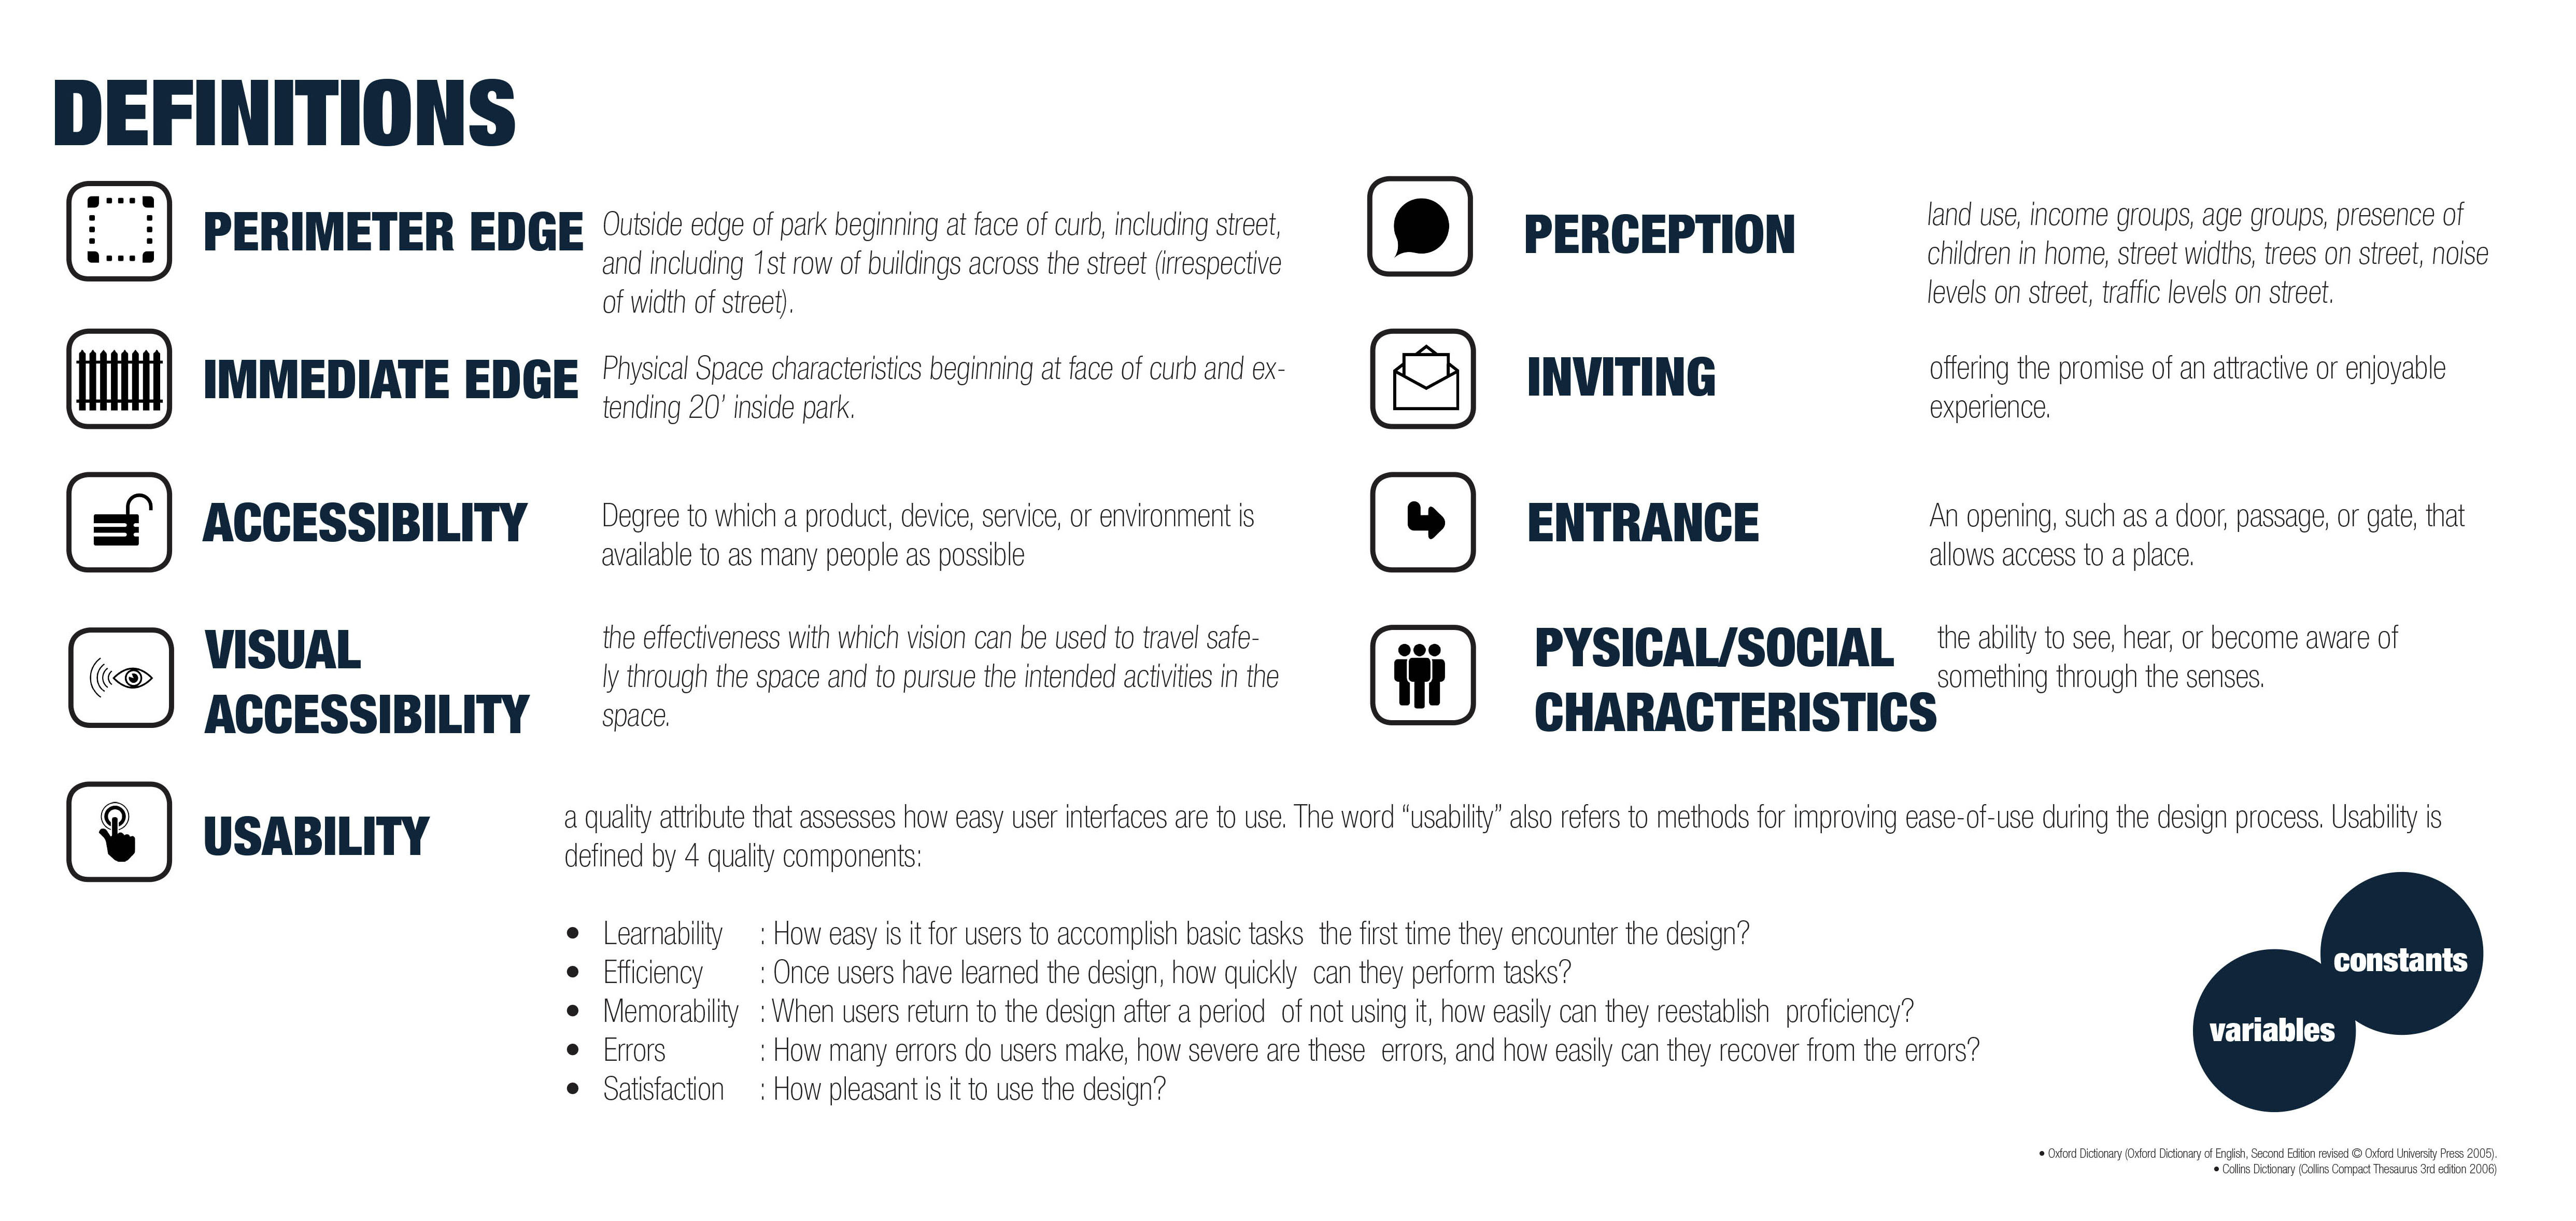 DEFINITIONS
PERIMETER EDGE
Outside edge of park beginning at face of curb, including street,
and including 1st row of buildings across the street (irrespective
of width of street).
IMMEDIATE EDGE
Physical Space characteristics beginning at face of curb and ex-
tending 20’ inside park.
ACCESSIBILITY
Degree to which a product, device, service, or environment is
available to as many people as possible
VISUAL
ACCESSIBILITY
the effectiveness with which vision can be used to travel safe-
ly through the space and to pursue the intended activities in the
space.
PERCEPTION
land use, income groups, age groups, presence of
children in home, street widths, trees on street, noise
levels on street, traffic levels on street.
INVITING
offering the promise of an attractive or enjoyable
experience.
ENTRANCE
An opening, such as a door, passage, or gate, that
allows access to a place.
PYSICAL/SOCIAL
CHARACTERISTICS
the ability to see, hear, or become aware of
something through the senses.
USABILITY
a quality attribute that assesses how easy user interfaces are to use. The word “usability” also refers to methods for improving ease-of-use during the design process. Usability is
defined by 4 quality components:
• Learnability : How easy is it for users to accomplish basic tasks the first time they encounter the design?
• Efficiency : Once users have learned the design, how quickly can they perform tasks?
• Memorability : When users return to the design after a period of not using it, how easily can they reestablish proficiency?
• Errors : How many errors do users make, how severe are these errors, and how easily can they recover from the errors?
• Satisfaction : How pleasant is it to use the design?
constants
variables
• Oxford Dictionary (Oxford Dictionary of English, Second Edition revised © Oxford University Press 2005).
• Collins Dictionary (Collins Compact Thesaurus 3rd edition 2006)